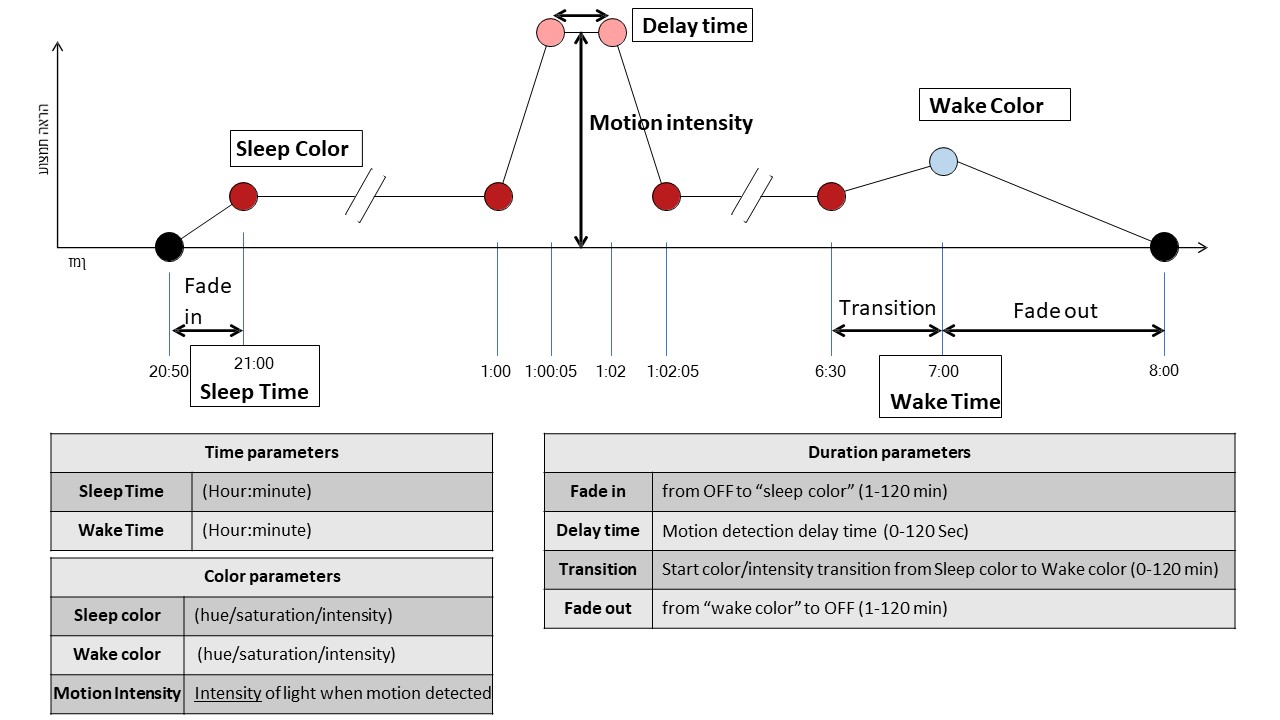 Delay time
Motion intensity
Wake Color
Sleep Color
הראה תמצוע
ןמז
Fade
in
Transition
Fade out
20:50
21:00
Sleep Time
1:00
1:00:05
1:02
1:02:05
6:30
7:00
Wake Time
8:00
Time parameters
Sleep Time (Hour:minute)
Wake Time (Hour:minute)
Color parameters
Sleep color (hue/saturation/intensity)
Wake color (hue/saturation/intensity)
Motion Intensity Intensity of light when motion detected
Duration parameters
Fade in from OFF to “sleep color” (1-120 min)
Delay time Motion detection delay time (0-120 Sec)
Transition Start color/intensity transition from Sleep color to Wake color (0-120 min)
Fade out from “wake color” to OFF (1-120 min)